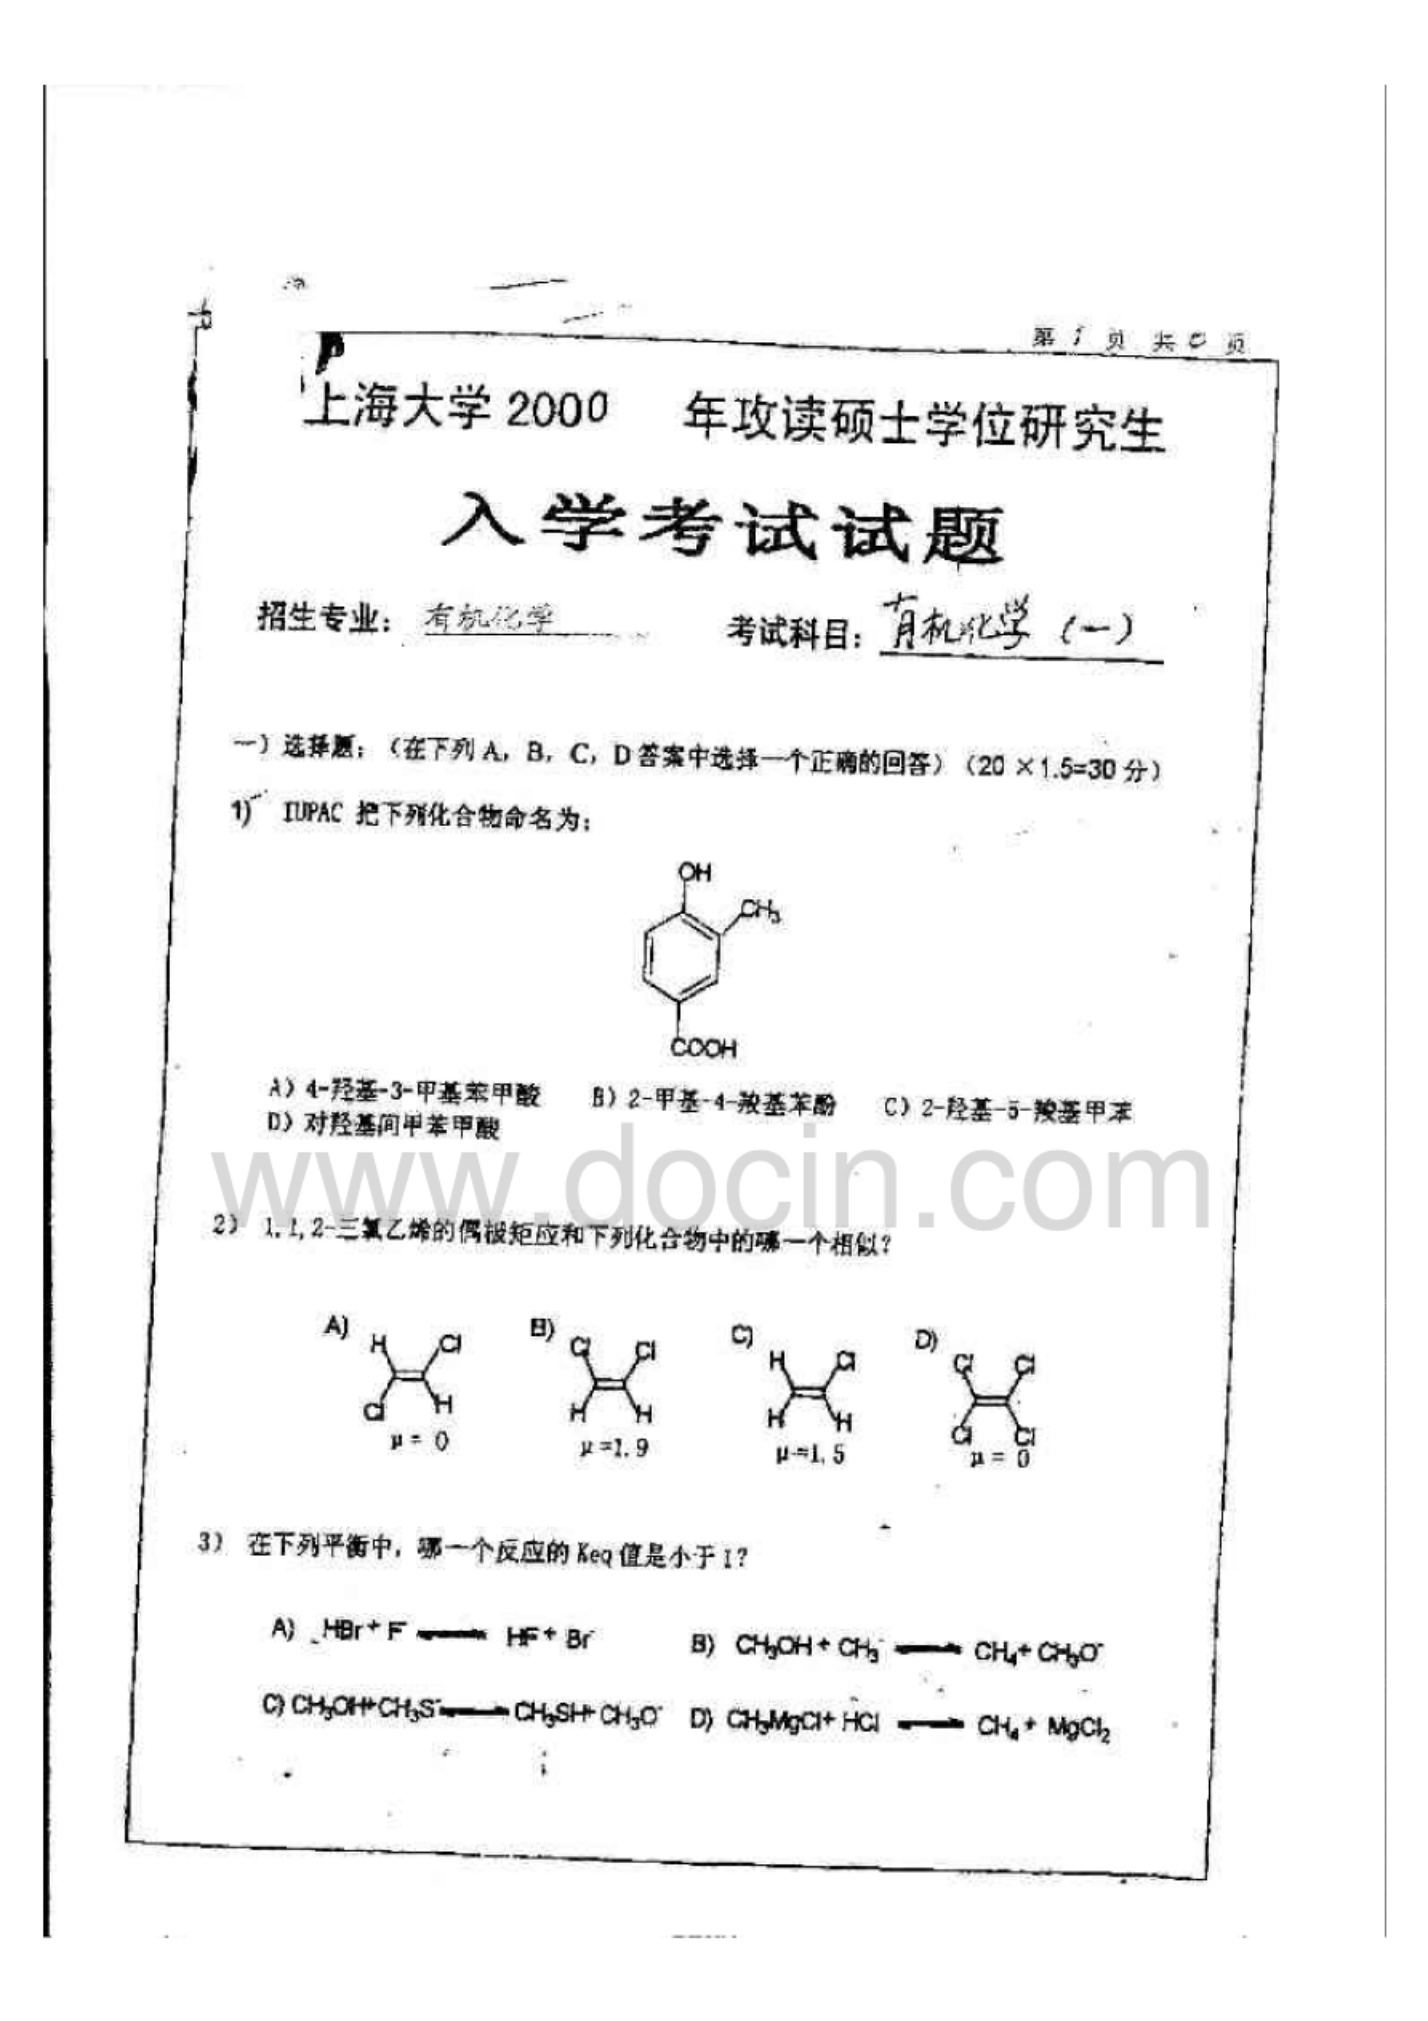 第 1 页 共 页
上海大学 2000 年攻读硕士学位研究生
入学考试试题
招生专业: 有机化学 考试科目: 有机化学 (一)
一) 选择题: (在下列 A, B, C, D 答案中选择一个正确的回答) (20 ×1.5=30 分)
1) IUPAC 把下列化合物命名为:
OH
CH₃
COOH
A) 4-羟基-3-甲基苯甲酸 B) 2-甲基-4-羧基苯酚 C) 2-羟基-5-羧基甲苯
D) 对羟基间甲苯甲酸
www.docin.com
2) 1,1,2-三氯乙烯的偶极矩应和下列化合物中的哪一个相似?
A) B) C) D)
H Cl Cl Cl H Cl Cl Cl
Cl H H H H H Cl Cl
μ = 0 μ =1.9 μ =1.5 μ = 0
3) 在下列平衡中, 哪一个反应的 Keq 值是小于 1?
A) HBr + F⁻ HF + Br⁻ B) CH₃OH + CH₃⁻ CH₄ + CH₃O⁻
C) CH₃OH+CH₃S⁻ CH₃SH+ CH₃O⁻ D) CH₃MgCl + HCl CH₄ + MgCl₂